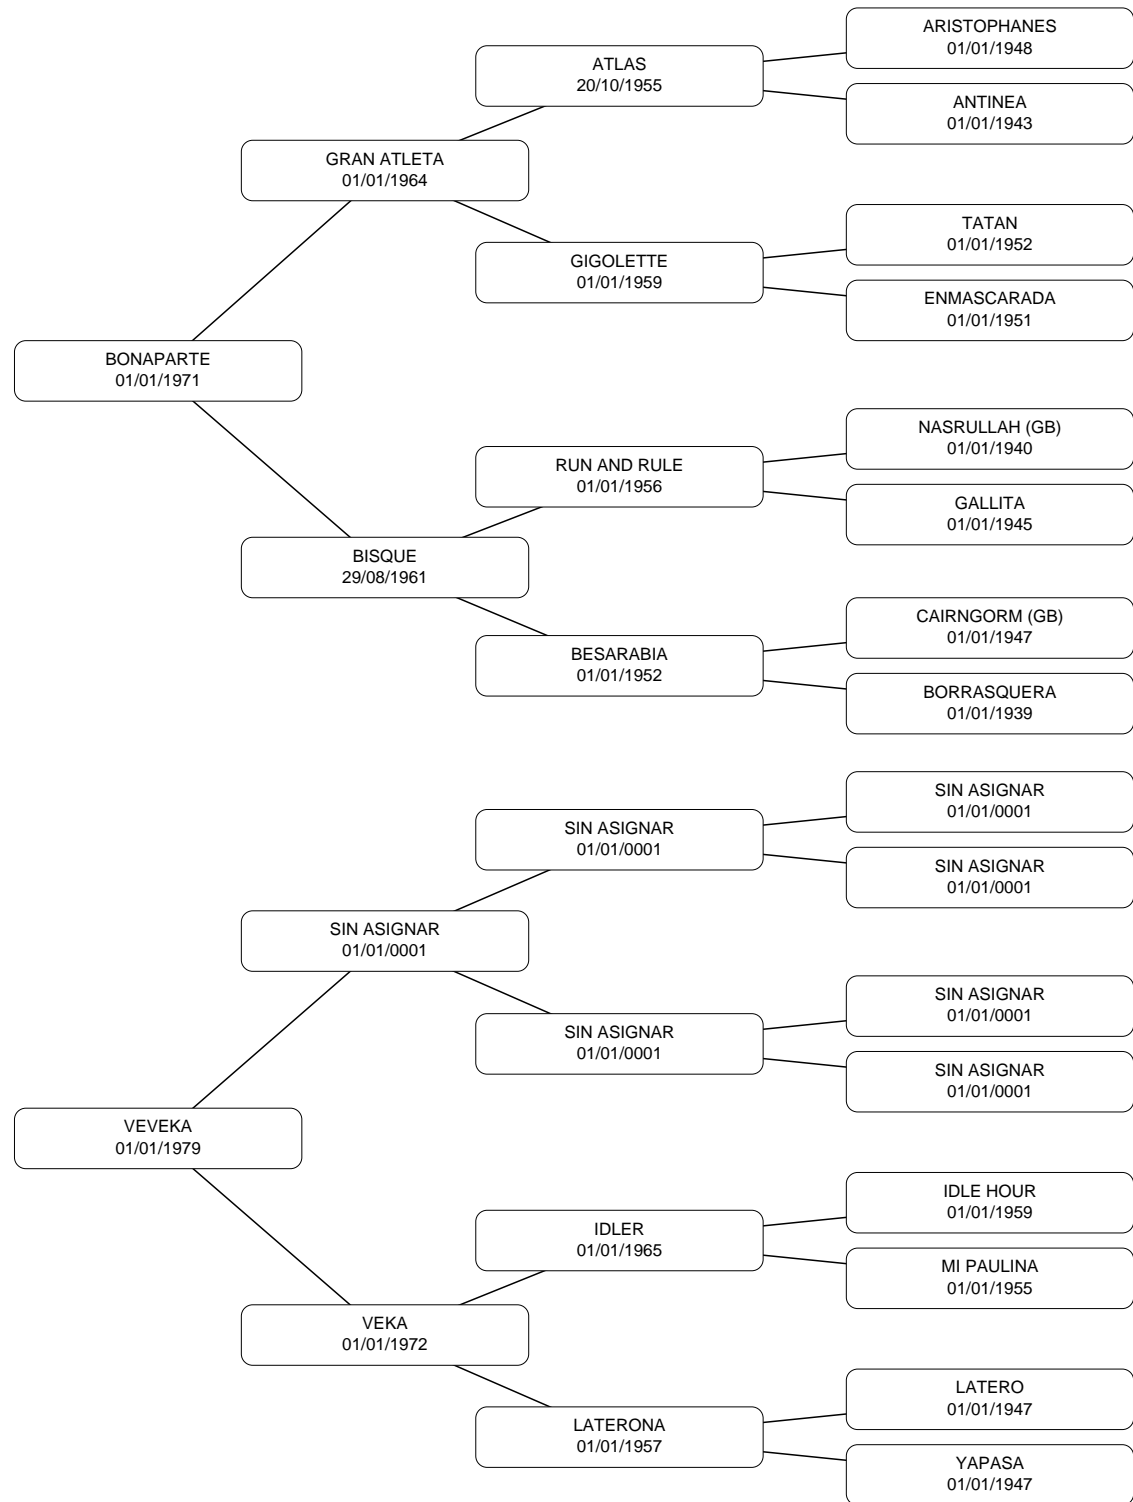 ARISTOPHANES
01/01/1948
ATLAS
20/10/1955
ANTINEA
01/01/1943
GRAN ATLETA
01/01/1964
TATAN
01/01/1952
GIGOLETTE
01/01/1959
ENMASCARADA
01/01/1951
BONAPARTE
01/01/1971
NASRULLAH (GB)
01/01/1940
RUN AND RULE
01/01/1956
GALLITA
01/01/1945
BISQUE
29/08/1961
CAIRNGORM (GB)
01/01/1947
BESARABIA
01/01/1952
BORRASQUERA
01/01/1939
SIN ASIGNAR
01/01/0001
SIN ASIGNAR
01/01/0001
SIN ASIGNAR
01/01/0001
SIN ASIGNAR
01/01/0001
SIN ASIGNAR
01/01/0001
SIN ASIGNAR
01/01/0001
SIN ASIGNAR
01/01/0001
VEVEKA
01/01/1979
IDLE HOUR
01/01/1959
IDLER
01/01/1965
MI PAULINA
01/01/1955
VEKA
01/01/1972
LATERO
01/01/1947
LATERONA
01/01/1957
YAPASA
01/01/1947